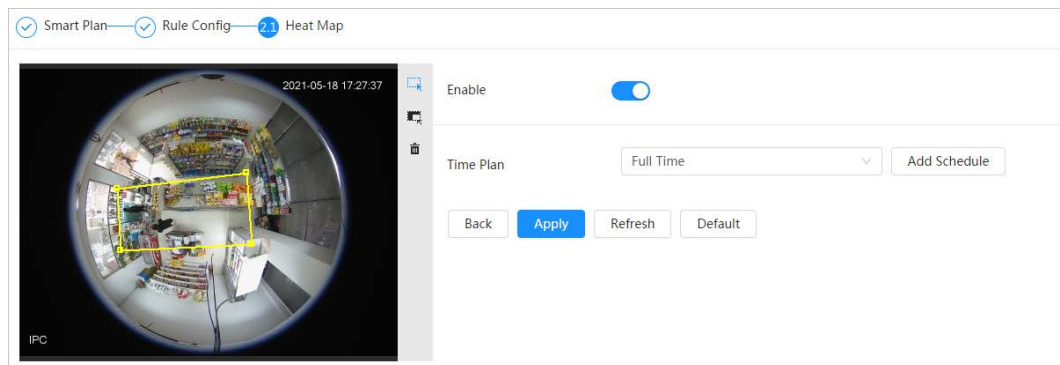 Smart Plan Rule Config 2.1 Heat Map
2021-05-18 17:27:37
Enable
Time Plan Full Time Add Schedule
Back Apply Refresh Default
IPC